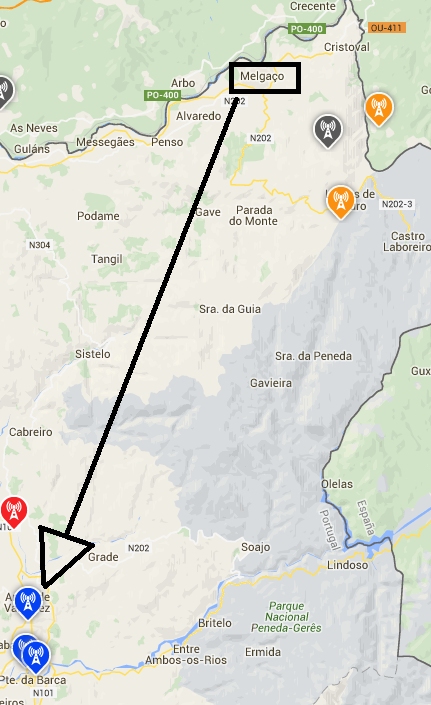 Crecente
PO-400
OU-411
Cristoval
Arbo
Melgaço
PO-400
N202
As Neves
Alvaredo
Messegães
Penso
Guláns
N202
N202-3
Gave
Parada
do Monte
Podame
Castro
Laboreiro
N304
Tangil
Sra. da Guia
Sistelo
Sra. da Peneda
Gavieira
Cabreiro
Olelas
Portugal
España
Grade
N202
Soajo
Lindoso
Parque
Nacional
Peneda-Gerês
Britelo
Entre
Ambos-os-Rios
Ermida
Pte. da Barca
N101